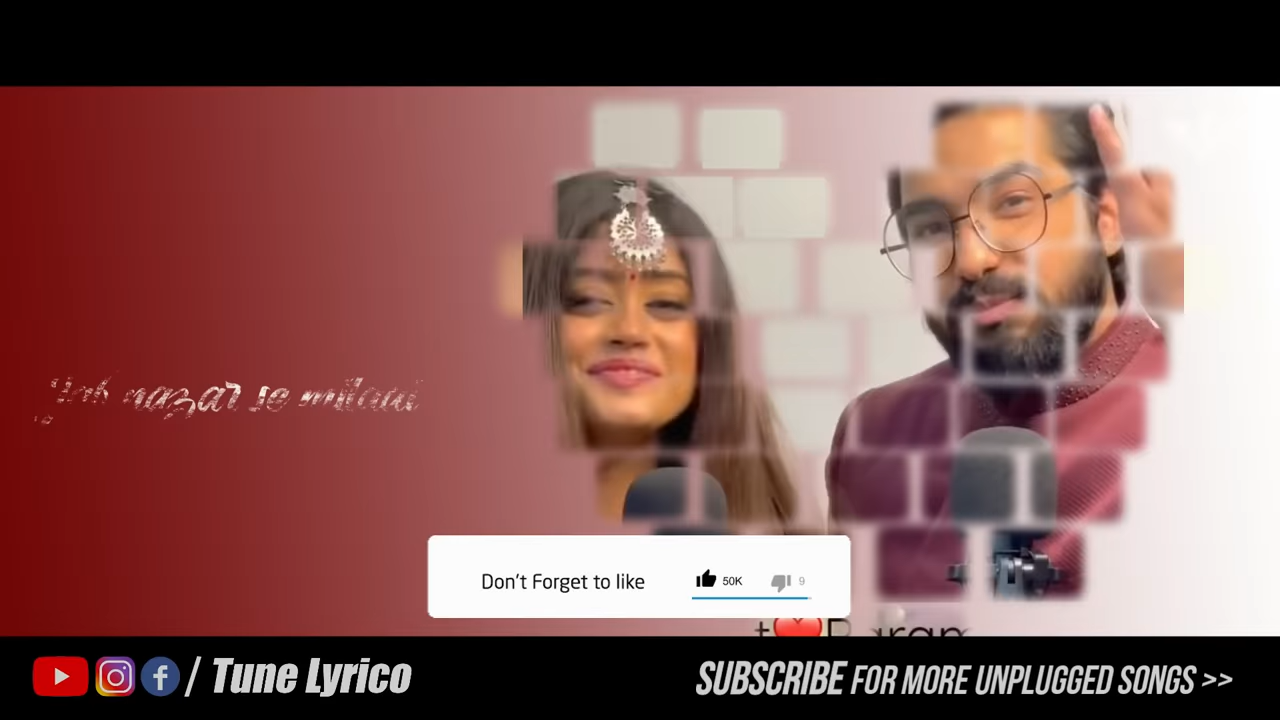 nazar se milaai
Don't Forget to like
50K
9
/ Tune Lyrico
SUBSCRIBE FOR MORE UNPLUGGED SONGS >>